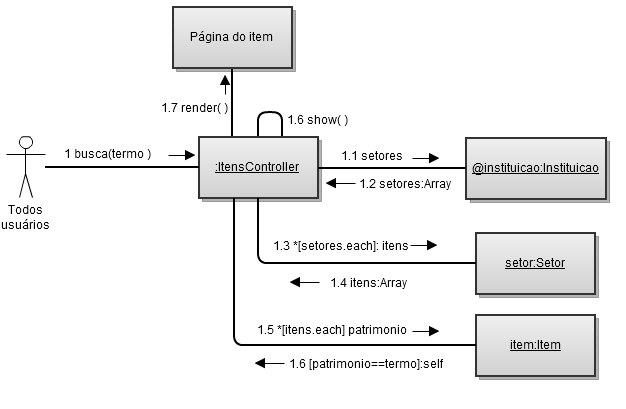 Página do item
1.7 render( )
1.6 show( )
1 busca(termo )
:ItensController
1.1 setores
@instituicao:Instituicao
1.2 setores:Array
Todos
usuários
1.3 *[setores.each]: itens
setor:Setor
1.4 itens:Array
1.5 *[itens.each] patrimonio
item:Item
1.6 [patrimonio==termo]:self